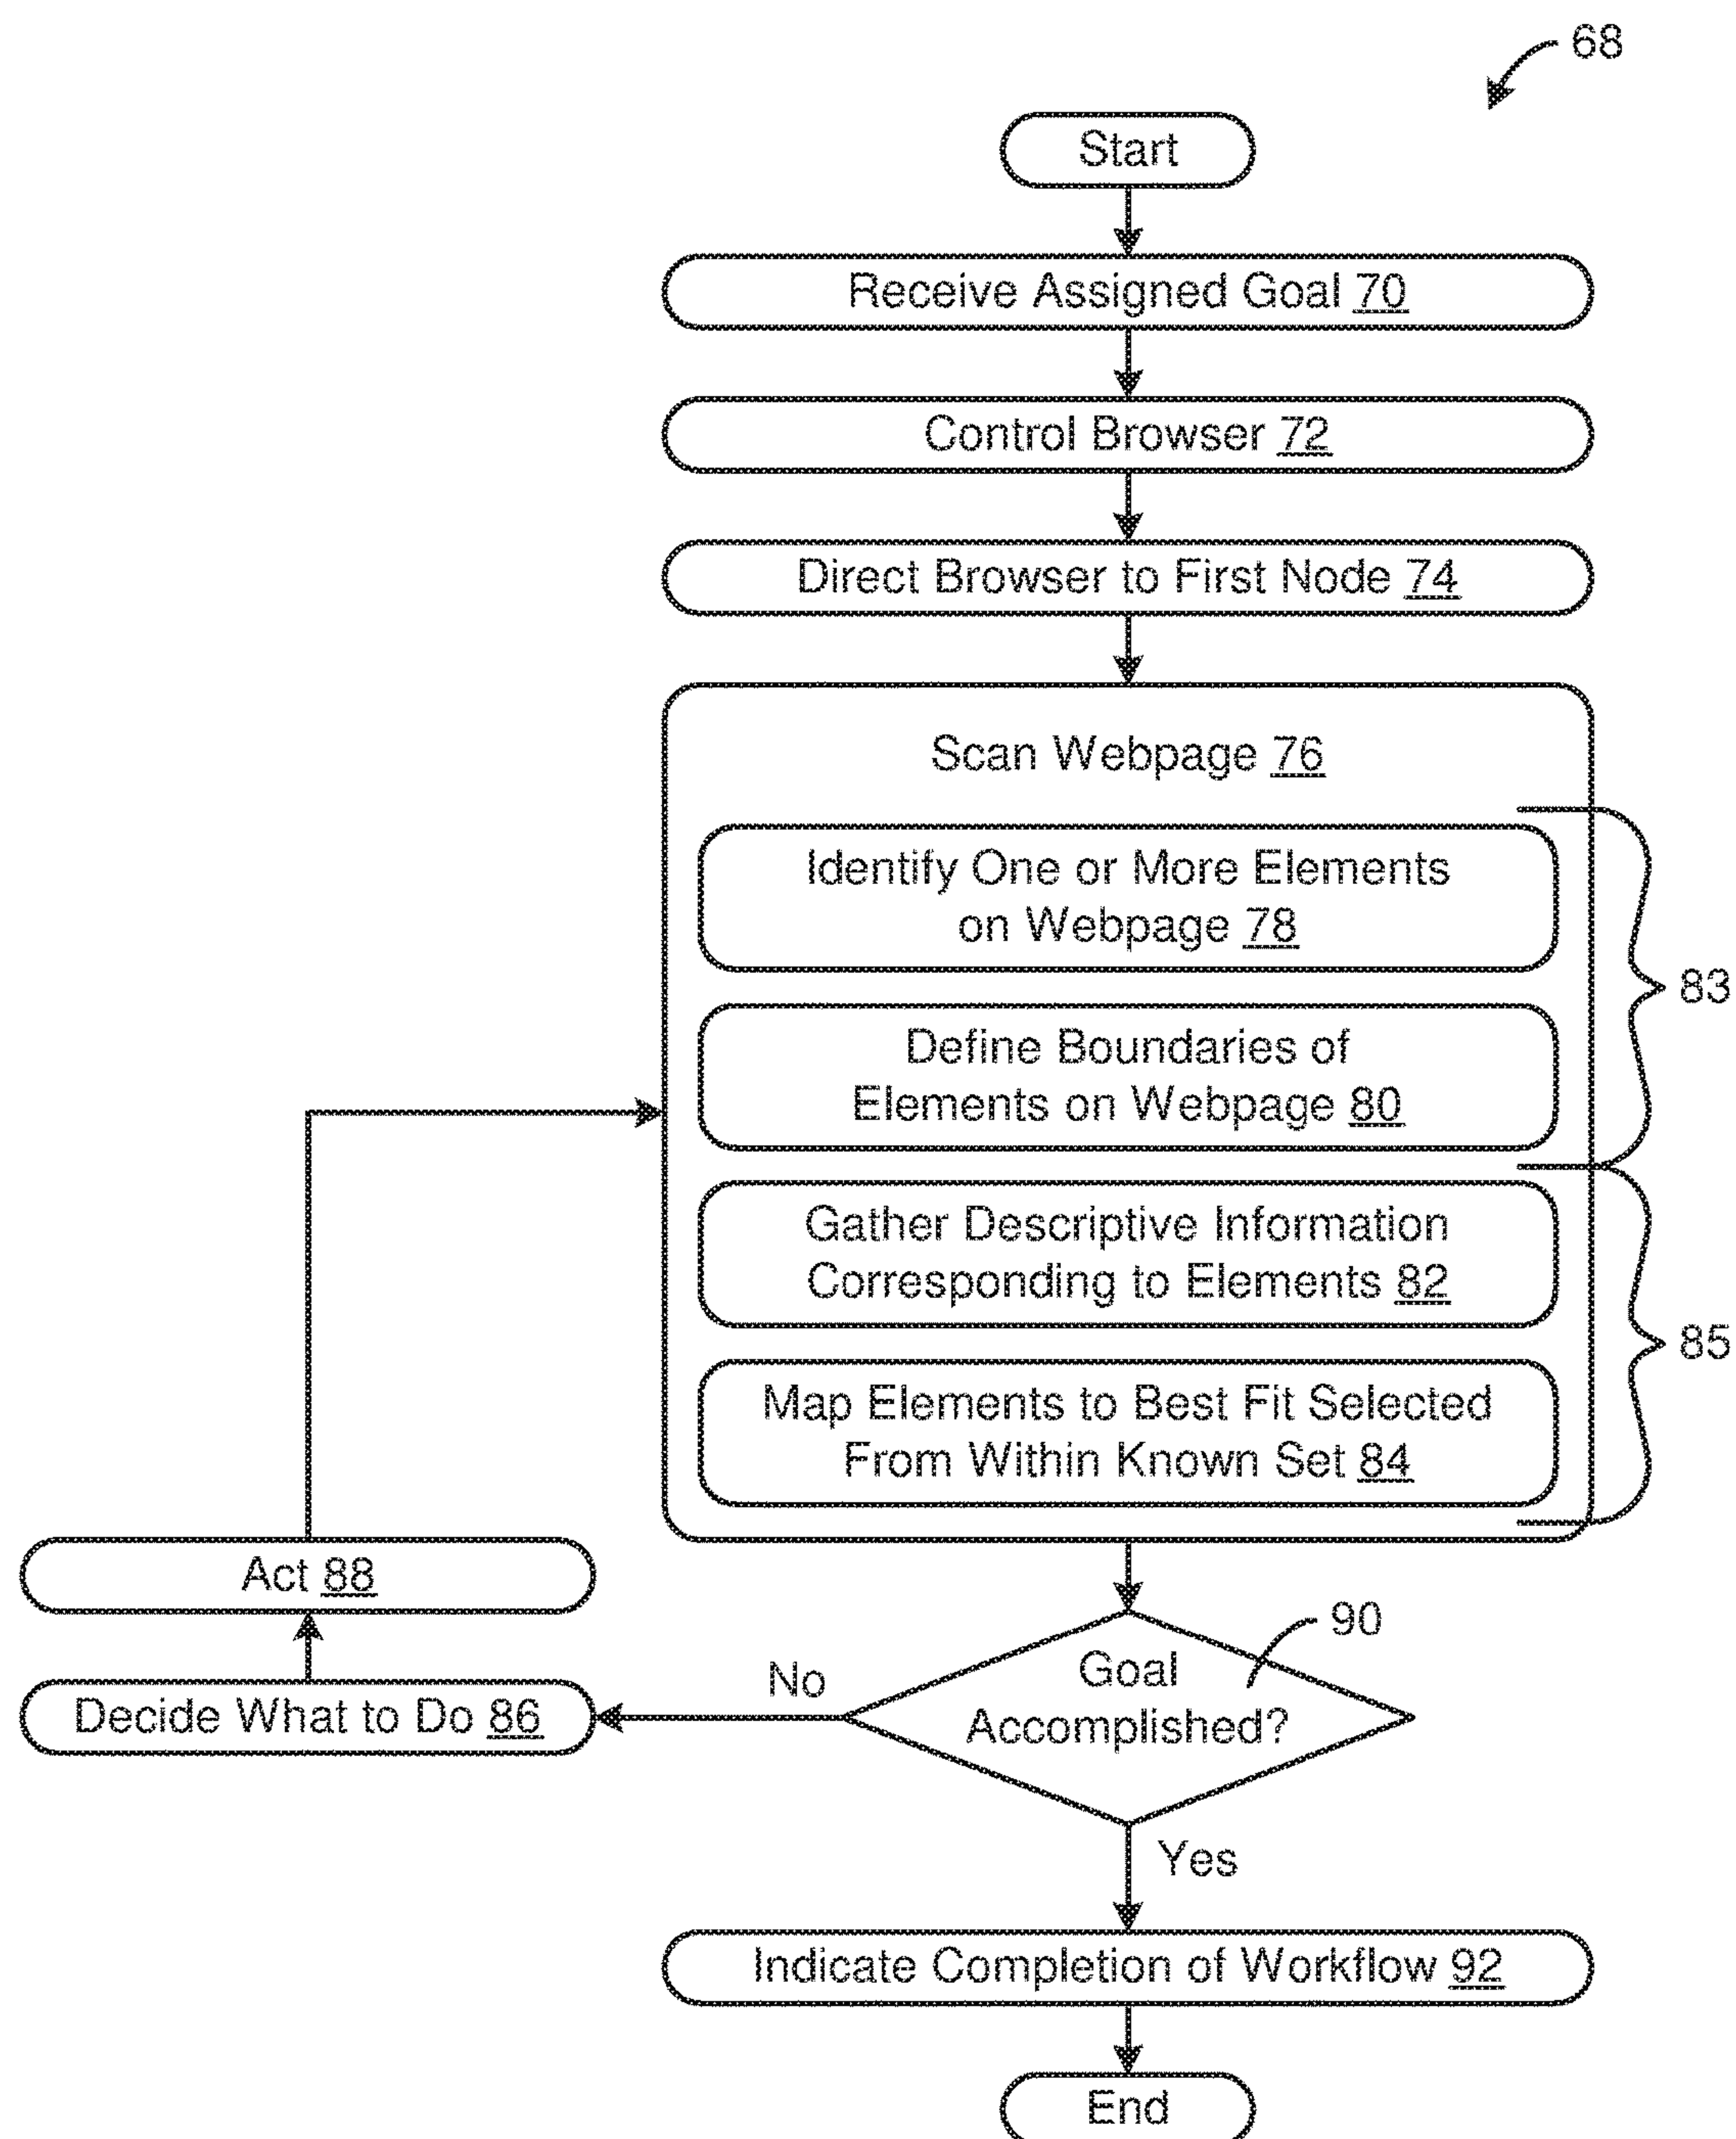 68
Start
Receive Assigned Goal 70
Control Browser 72
Direct Browser to First Node 74
Scan Webpage 76
Identify One or More Elements
on Webpage 78
83
Define Boundaries of
Elements on Webpage 80
Gather Descriptive Information
Corresponding to Elements 82
85
Map Elements to Best Fit Selected
From Within Known Set 84
Act 88
90
Goal
Accomplished?
No
Decide What to Do 86
Yes
Indicate Completion of Workflow 92
End